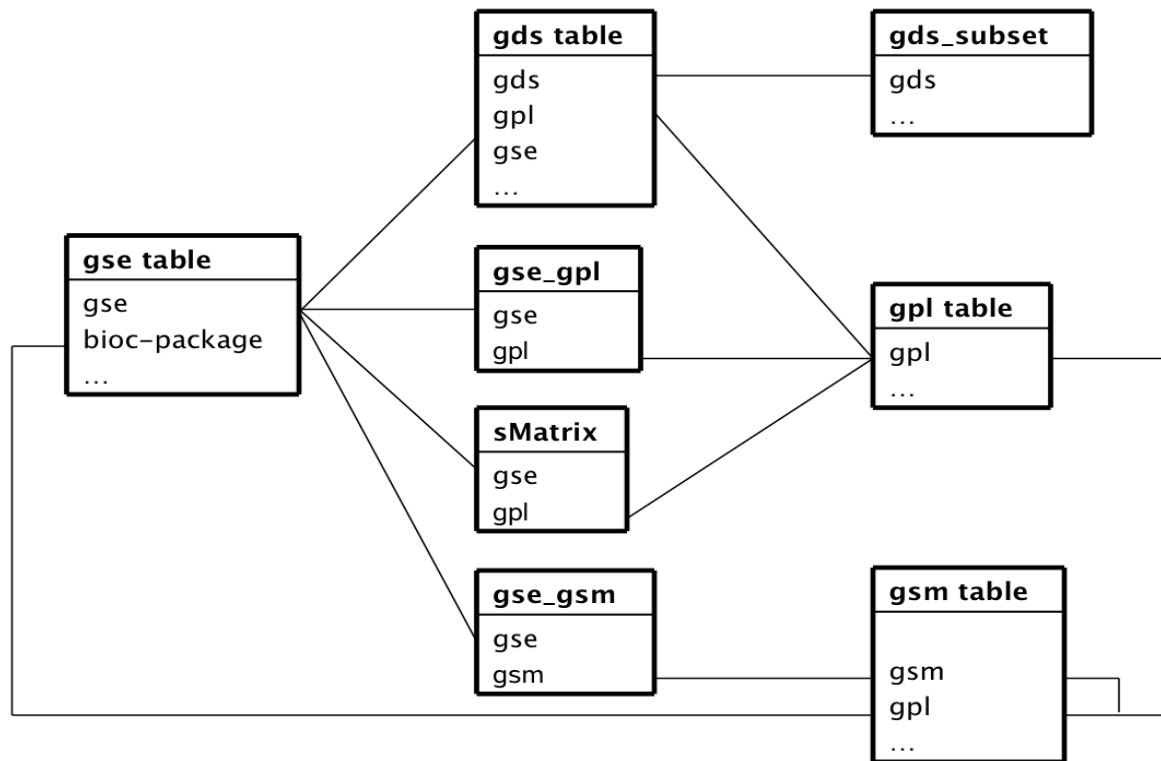 gds table
gds
gpl
gse
...
gds_subset
gds
...
gse table
gse
bioc-package
...
gse_gpl
gse
gpl
gpl table
gpl
...
sMatrix
gse
gpl
gse_gsm
gse
gsm
gsm table
gsm
gpl
...